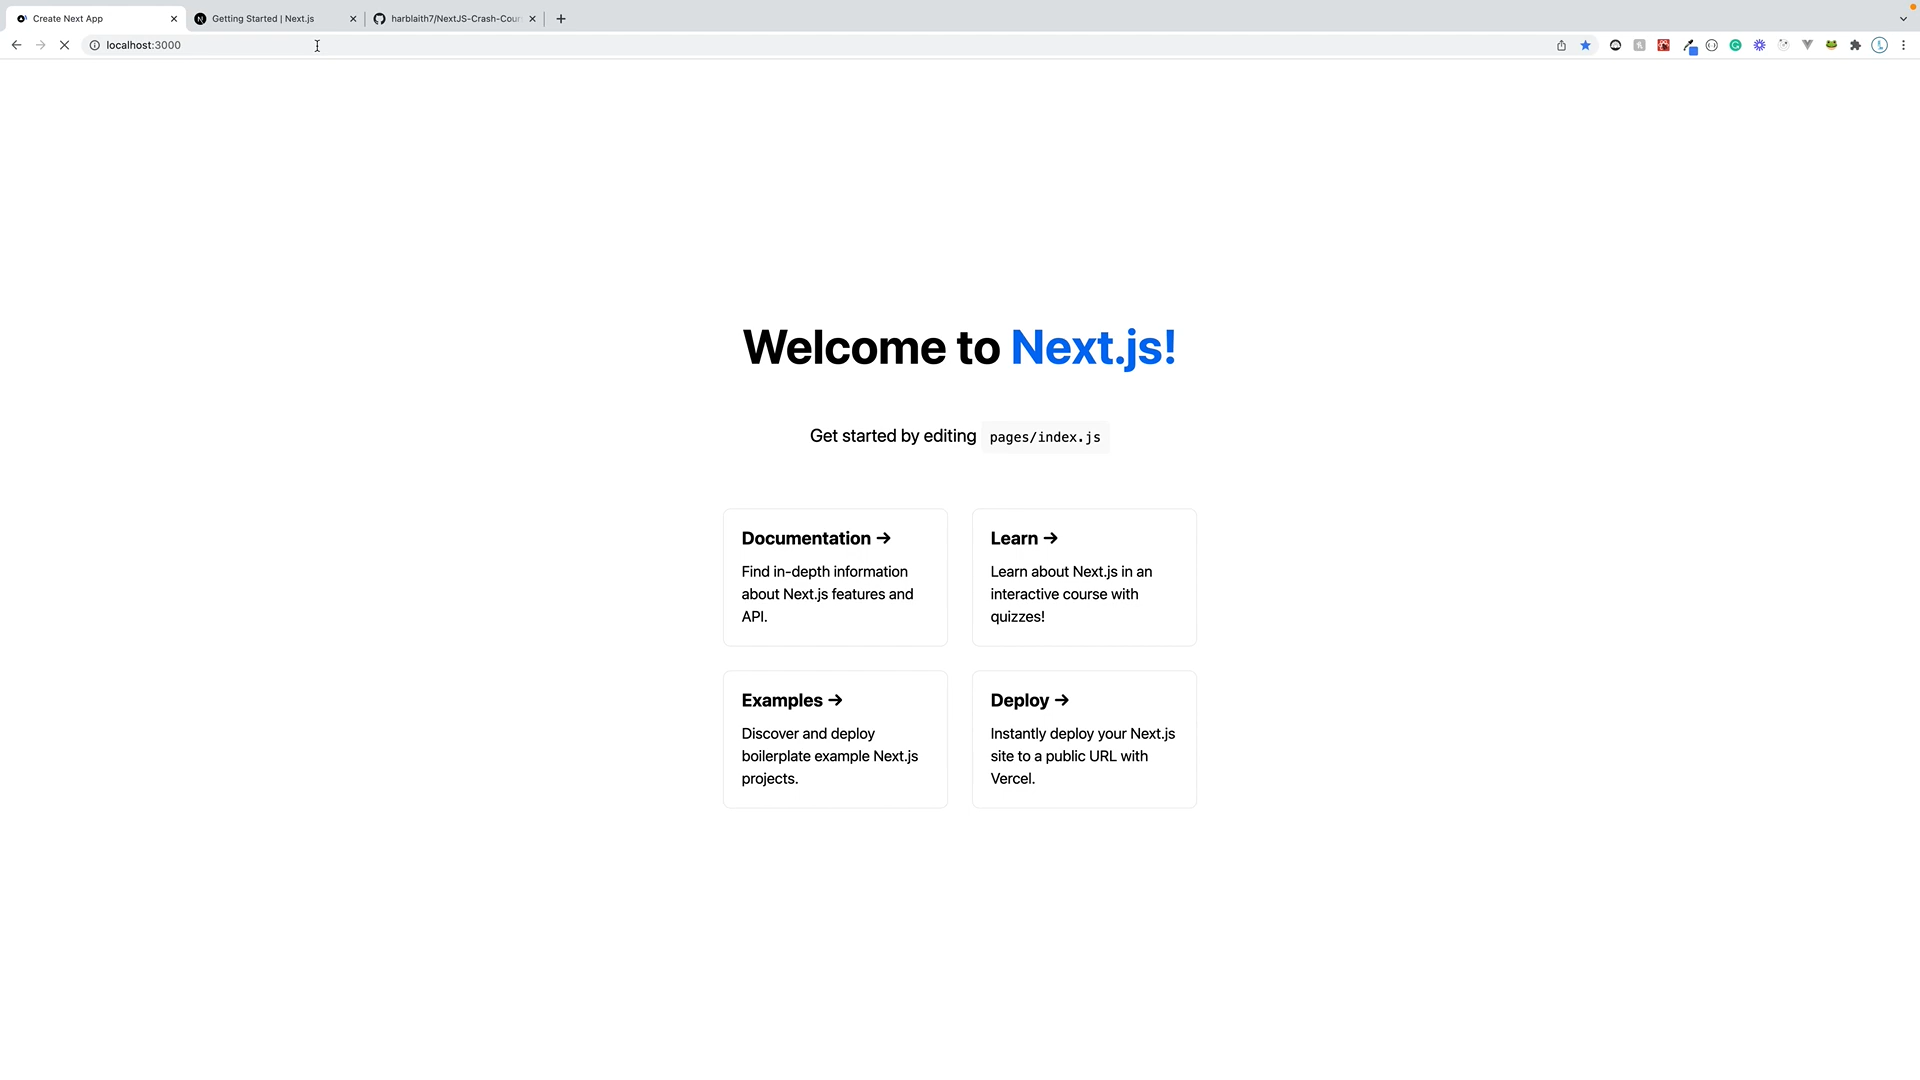 Create Next App
Getting Started | Next.js
harblaith7/NextJS-Crash-Cour
localhost:3000
Welcome to Next.js!
Get started by editing pages/index.js
Documentation →
Find in-depth information
about Next.js features and
API.
Learn →
Learn about Next.js in an
interactive course with
quizzes!
Examples →
Discover and deploy
boilerplate example Next.js
projects.
Deploy →
Instantly deploy your Next.js
site to a public URL with
Vercel.